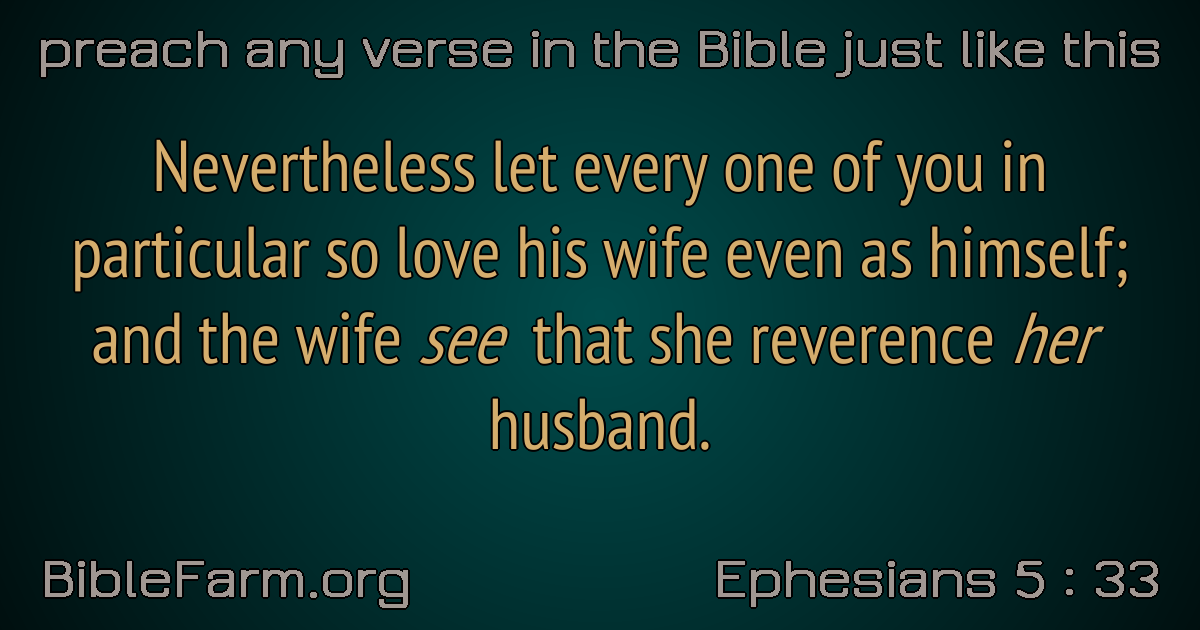 preach any verse in the Bible just like this
Nevertheless let every one of you in
particular so love his wife even as himself;
and the wife see that she reverence her
husband.
BibleFarm.org
Ephesians 5 : 33